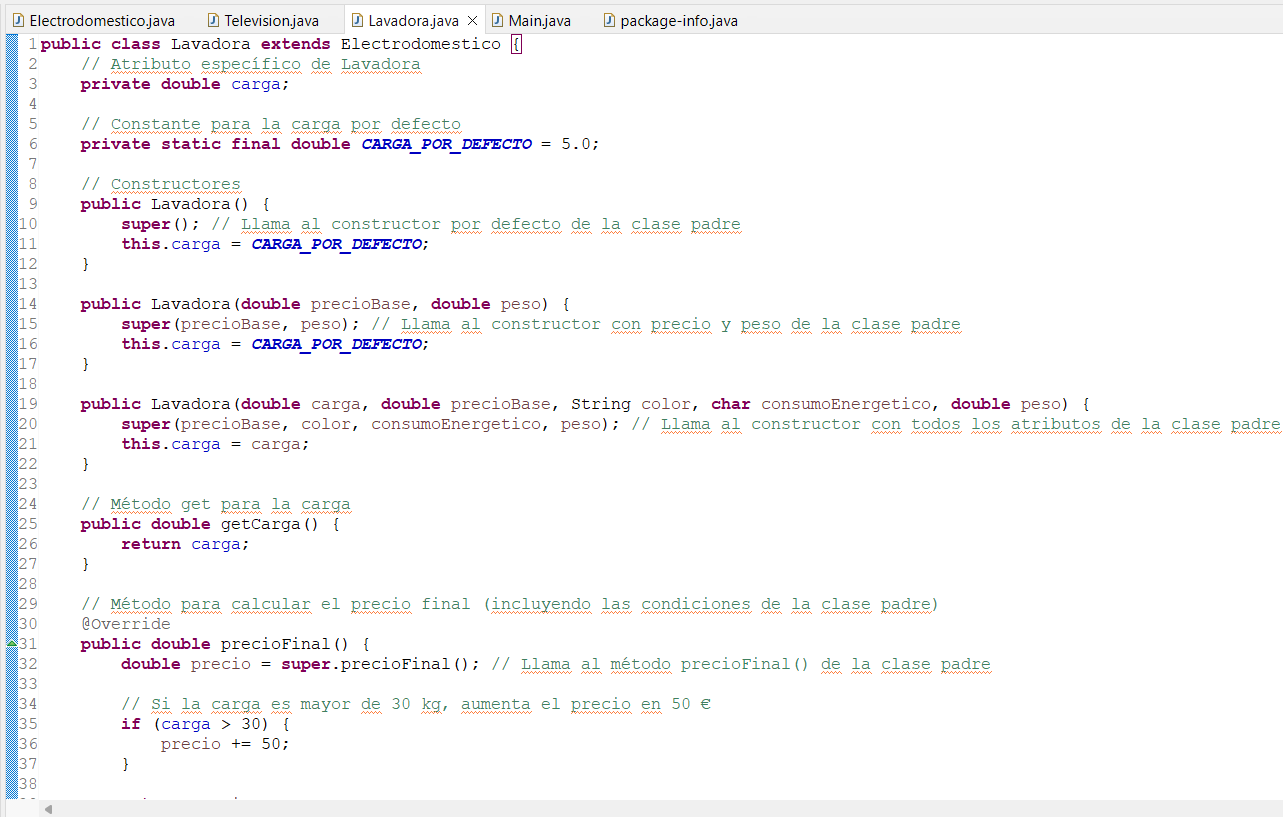 Electrodomestico.java Television.java Lavadora.java Main.java package-info.java
1 public class Lavadora extends Electrodomestico {
2 // Atributo específico de Lavadora
3 private double carga;
4
5 // Constante para la carga por defecto
6 private static final double CARGA_POR_DEFECTO = 5.0;
7
8 // Constructores
9 public Lavadora() {
10 super(); // Llama al constructor por defecto de la clase padre
11 this.carga = CARGA_POR_DEFECTO;
12 }
13
14 public Lavadora(double precioBase, double peso) {
15 super(precioBase, peso); // Llama al constructor con precio y peso de la clase padre
16 this.carga = CARGA_POR_DEFECTO;
17 }
18
19 public Lavadora(double carga, double precioBase, String color, char consumoEnergetico, double peso) {
20 super(precioBase, color, consumoEnergetico, peso); // Llama al constructor con todos los atributos de la clase padre
21 this.carga = carga;
22 }
23
24 // Método get para la carga
25 public double getCarga() {
26 return carga;
27 }
28
29 // Método para calcular el precio final (incluyendo las condiciones de la clase padre)
30 @Override
31 public double precioFinal() {
32 double precio = super.precioFinal(); // Llama al método precioFinal() de la clase padre
33
34 // Si la carga es mayor de 30 kg, aumenta el precio en 50 €
35 if (carga > 30) {
36 precio += 50;
37 }
38